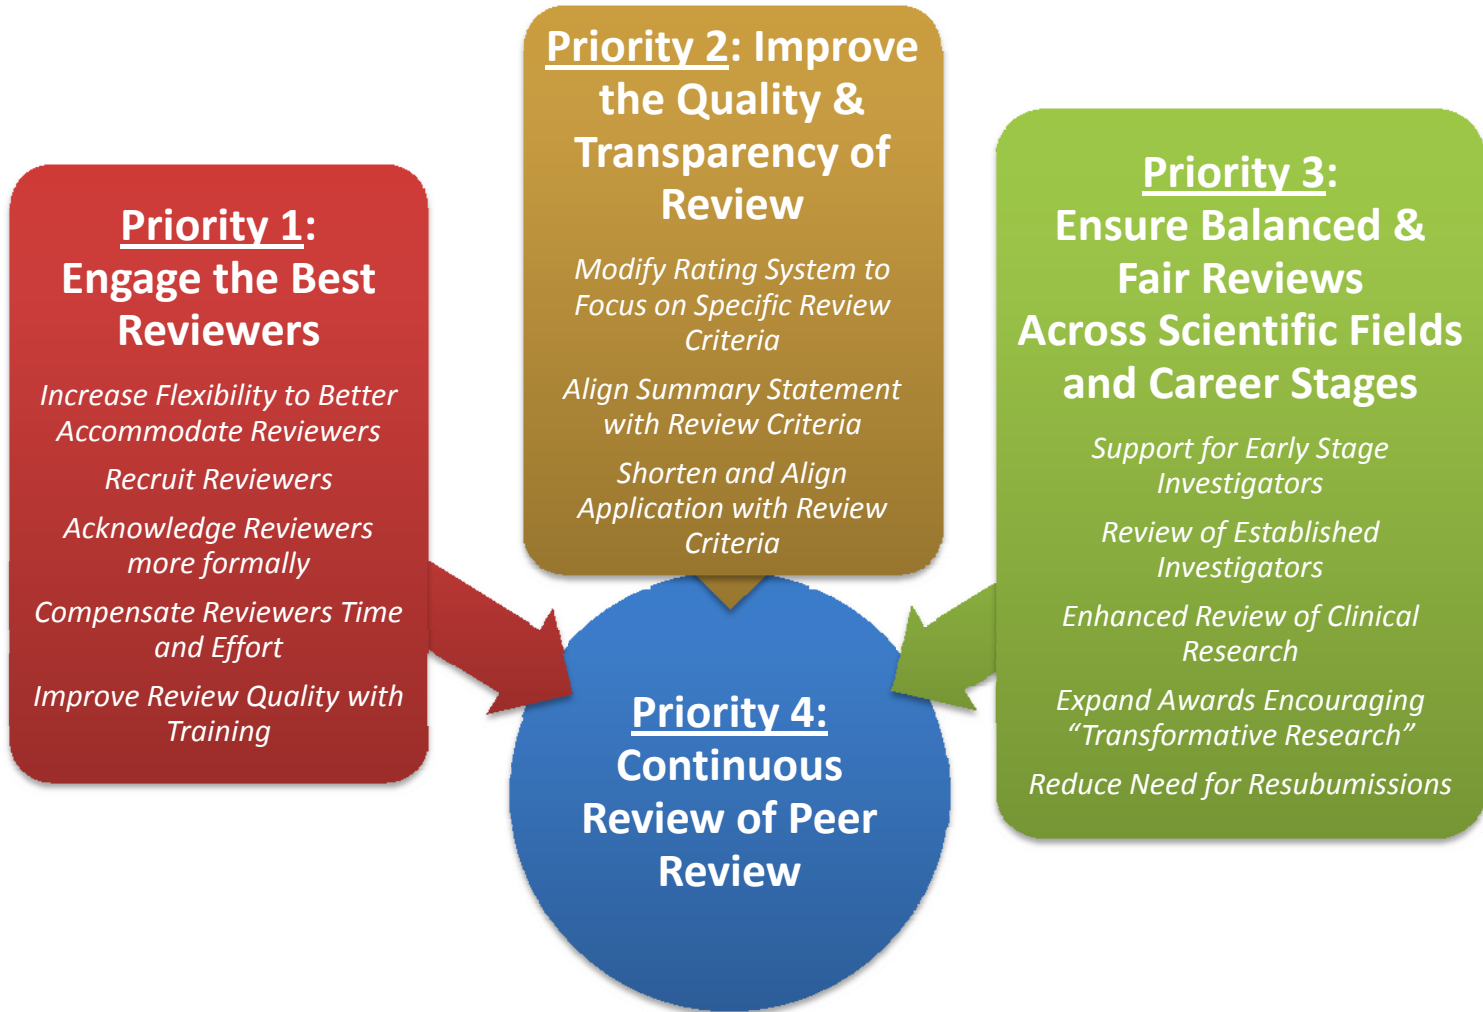 Priority 1:
Engage the Best
Reviewers
Increase Flexibility to Better
Accommodate Reviewers
Recruit Reviewers
Acknowledge Reviewers
more formally
Compensate Reviewers Time
and Effort
Improve Review Quality with
Training
Priority 2: Improve
the Quality &
Transparency of
Review
Modify Rating System to
Focus on Specific Review
Criteria
Align Summary Statement
with Review Criteria
Shorten and Align
Application with Review
Criteria
Priority 3:
Ensure Balanced &
Fair Reviews
Across Scientific Fields
and Career Stages
Support for Early Stage
Investigators
Review of Established
Investigators
Enhanced Review of Clinical
Research
Expand Awards Encouraging
“Transformative Research”
Reduce Need for Resubumissions
Priority 4:
Continuous
Review of Peer
Review